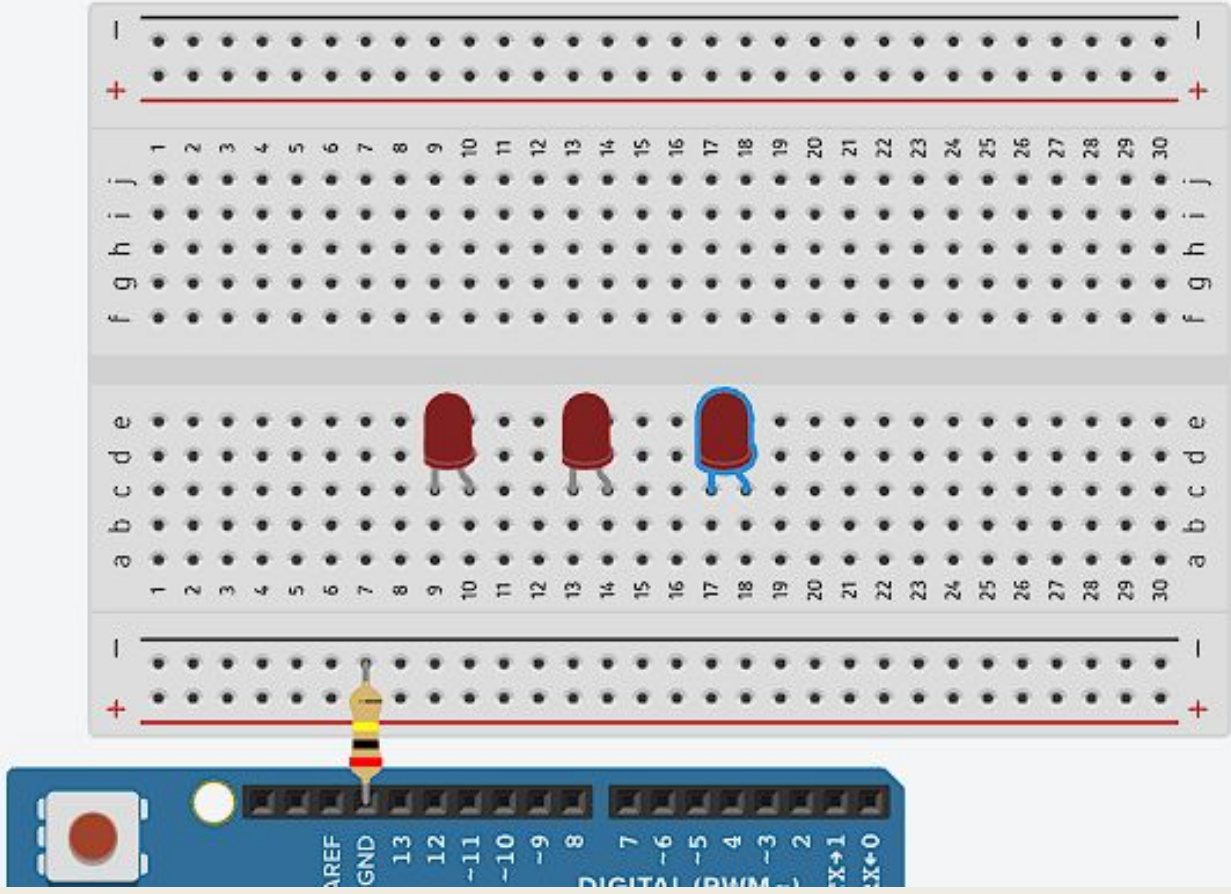 − −
+ +
1 2 3 4 5 6 7 8 9 10 11 12 13 14 15 16 17 18 19 20 21 22 23 24 25 26 27 28 29 30
j j
i i
h h
g g
f f
e e
d d
c c
b b
a a
1 2 3 4 5 6 7 8 9 10 11 12 13 14 15 16 17 18 19 20 21 22 23 24 25 26 27 28 29 30
− −
+ +
AREF GND 13 12 ~11 ~10 ~9 8 7 ~6 ~5 4 ~3 2 TX→1 RX←0
DIGITAL (PWM~)